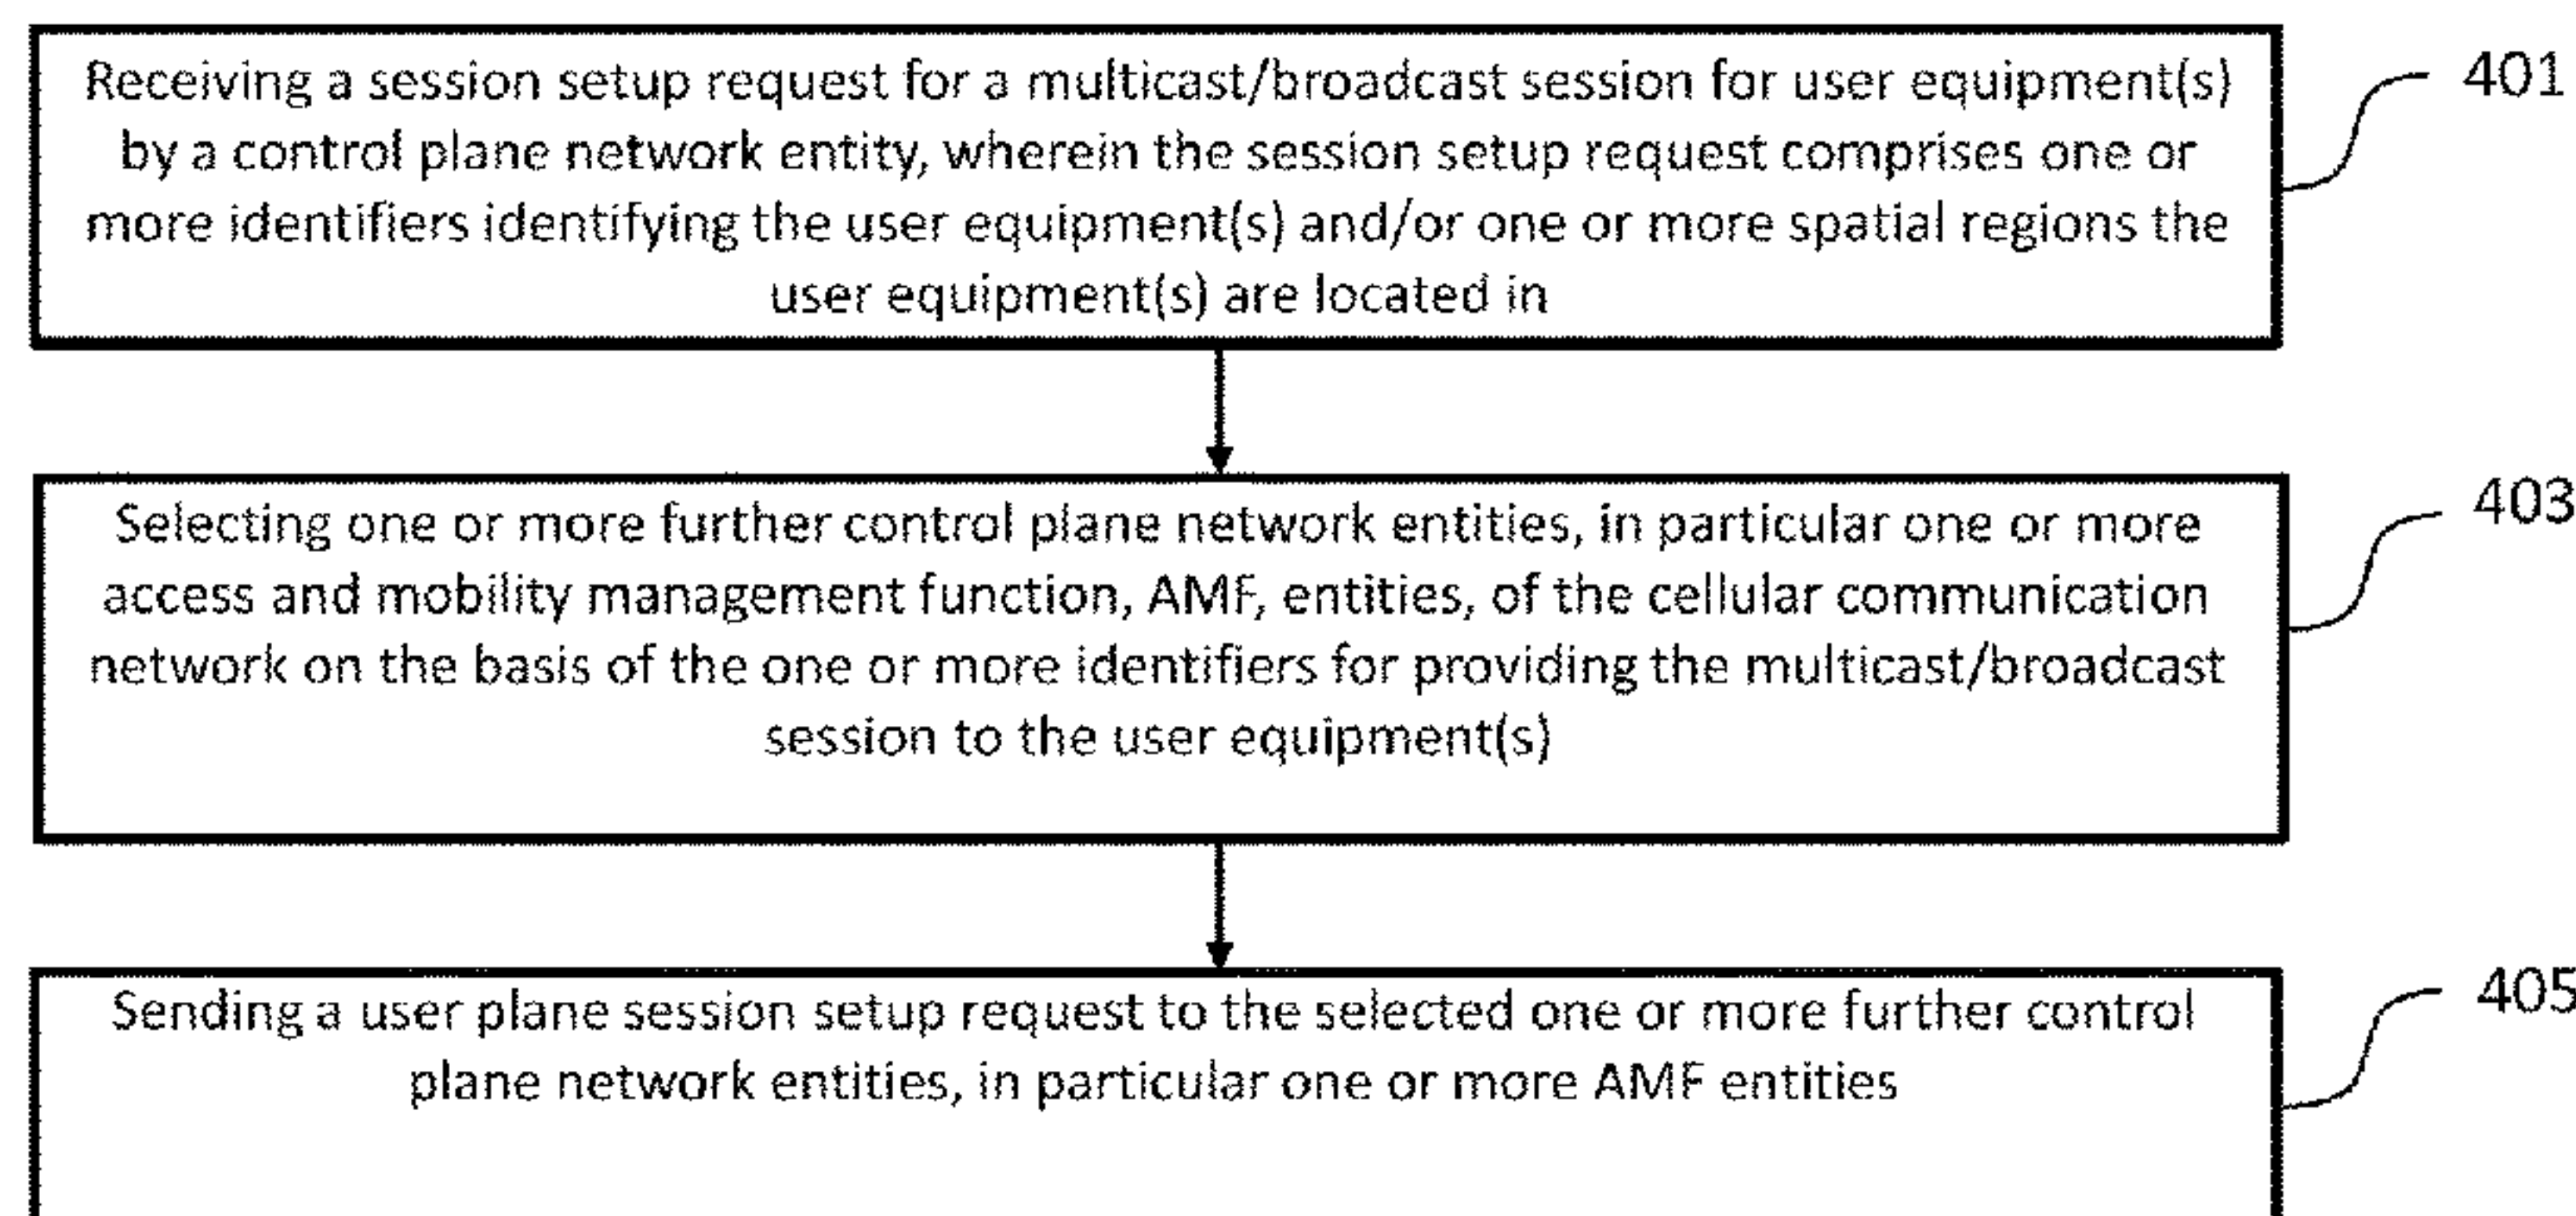 Receiving a session setup request for a multicast/broadcast session for user equipment(s)
by a control plane network entity, wherein the session setup request comprises one or
more identifiers identifying the user equipment(s) and/or one or more spatial regions the
user equipment(s) are located in
401
Selecting one or more further control plane network entities, in particular one or more
access and mobility management function, AMF, entities, of the cellular communication
network on the basis of the one or more identifiers for providing the multicast/broadcast
session to the user equipment(s)
403
Sending a user plane session setup request to the selected one or more further control
plane network entities, in particular one or more AMF entities
405